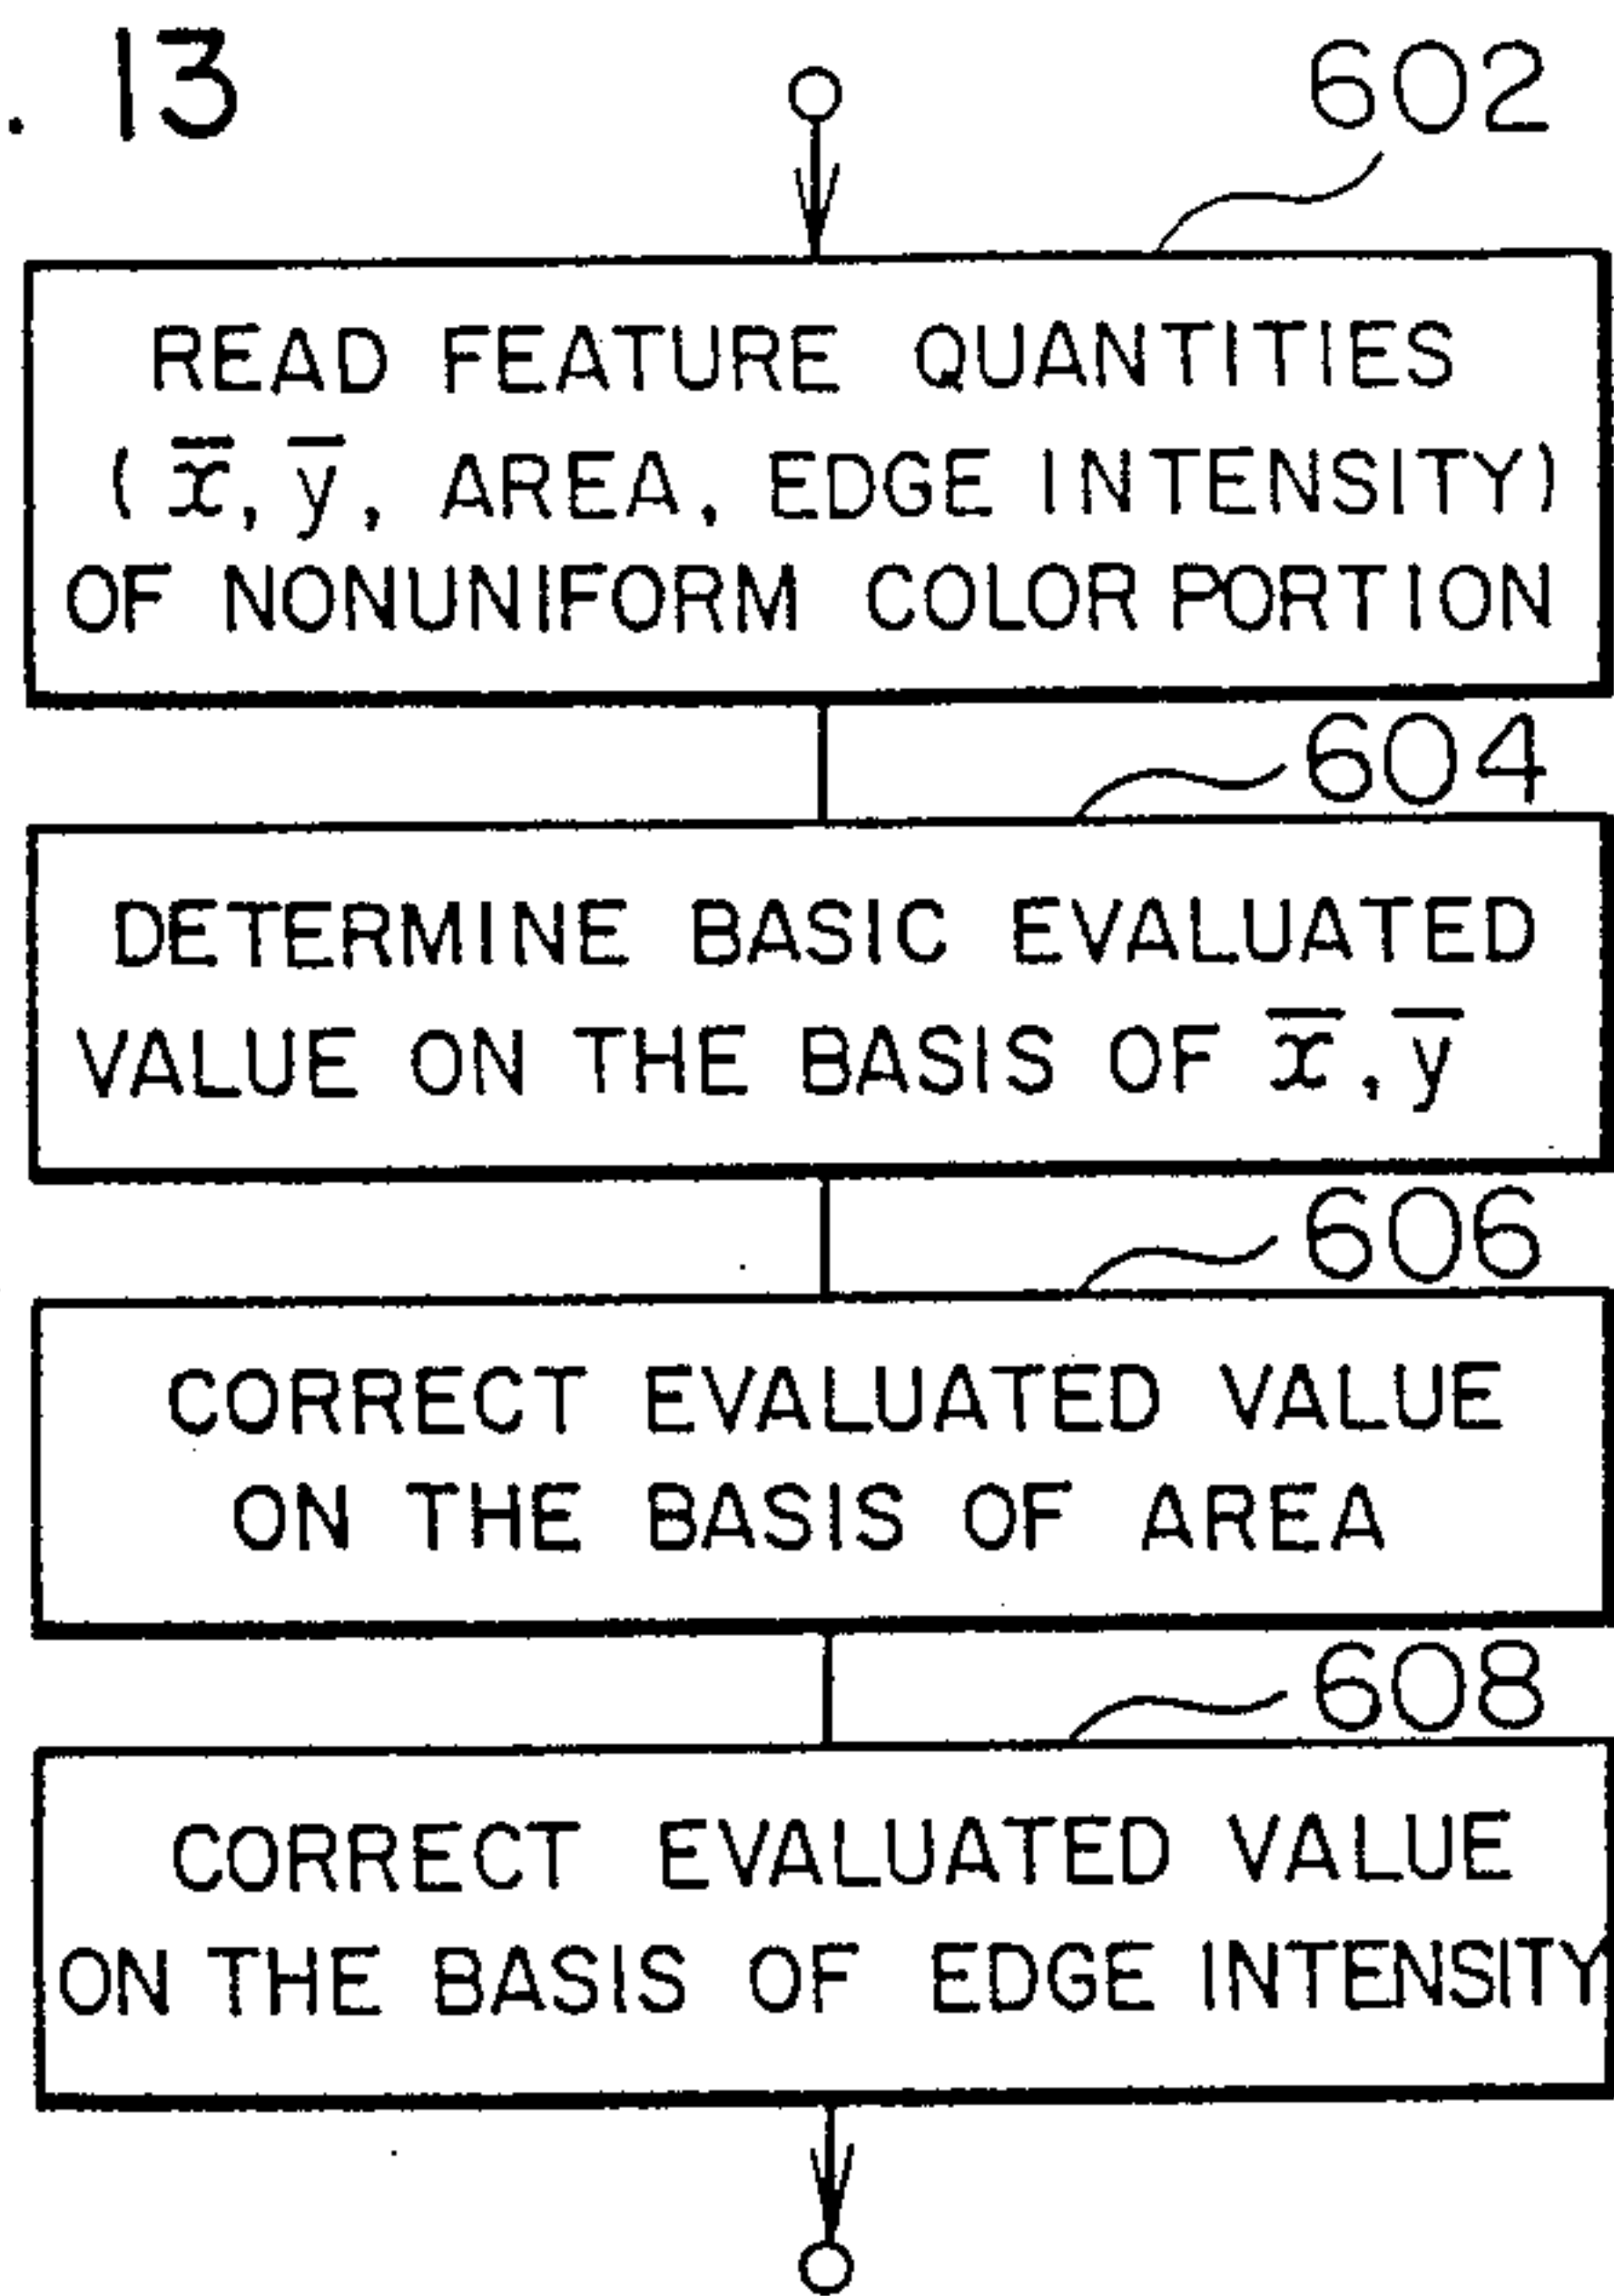 . 13
602
READ FEATURE QUANTITIES
(x̿, y̅, AREA, EDGE INTENSITY)
OF NONUNIFORM COLOR PORTION
604
DETERMINE BASIC EVALUATED
VALUE ON THE BASIS OF x̅, y̅
606
CORRECT EVALUATED VALUE
ON THE BASIS OF AREA
608
CORRECT EVALUATED VALUE
ON THE BASIS OF EDGE INTENSITY